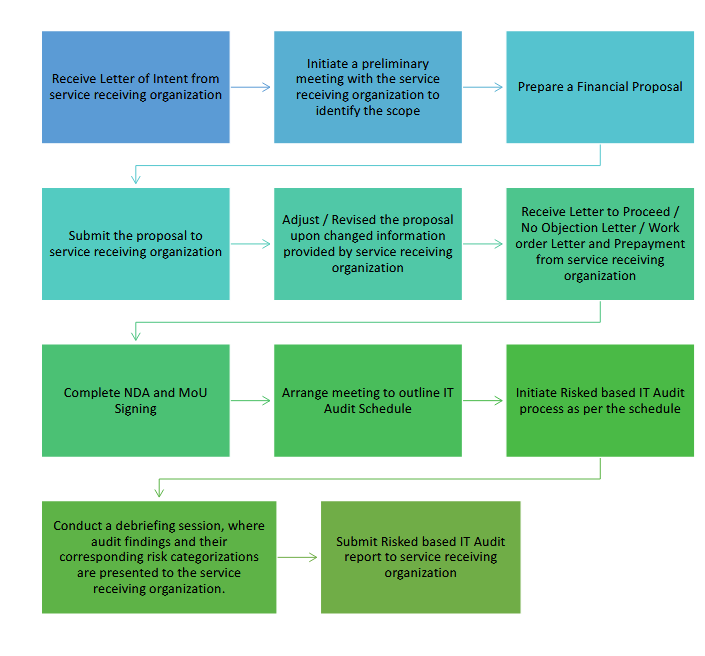 Receive Letter of Intent from
service receiving organization
Initiate a preliminary
meeting with the service
receiving organization to
identify the scope
Prepare a Financial Proposal
Submit the proposal to
service receiving organization
Adjust / Revised the proposal
upon changed information
provided by service receiving
organization
Receive Letter to Proceed /
No Objection Letter / Work
order Letter and Prepayment
from service receiving
organization
Complete NDA and MoU
Signing
Arrange meeting to outline IT
Audit Schedule
Initiate Risked based IT Audit
process as per the schedule
Conduct a debriefing session, where
audit findings and their
corresponding risk categorizations
are presented to the service
receiving organization.
Submit Risked based IT Audit
report to service receiving
organization